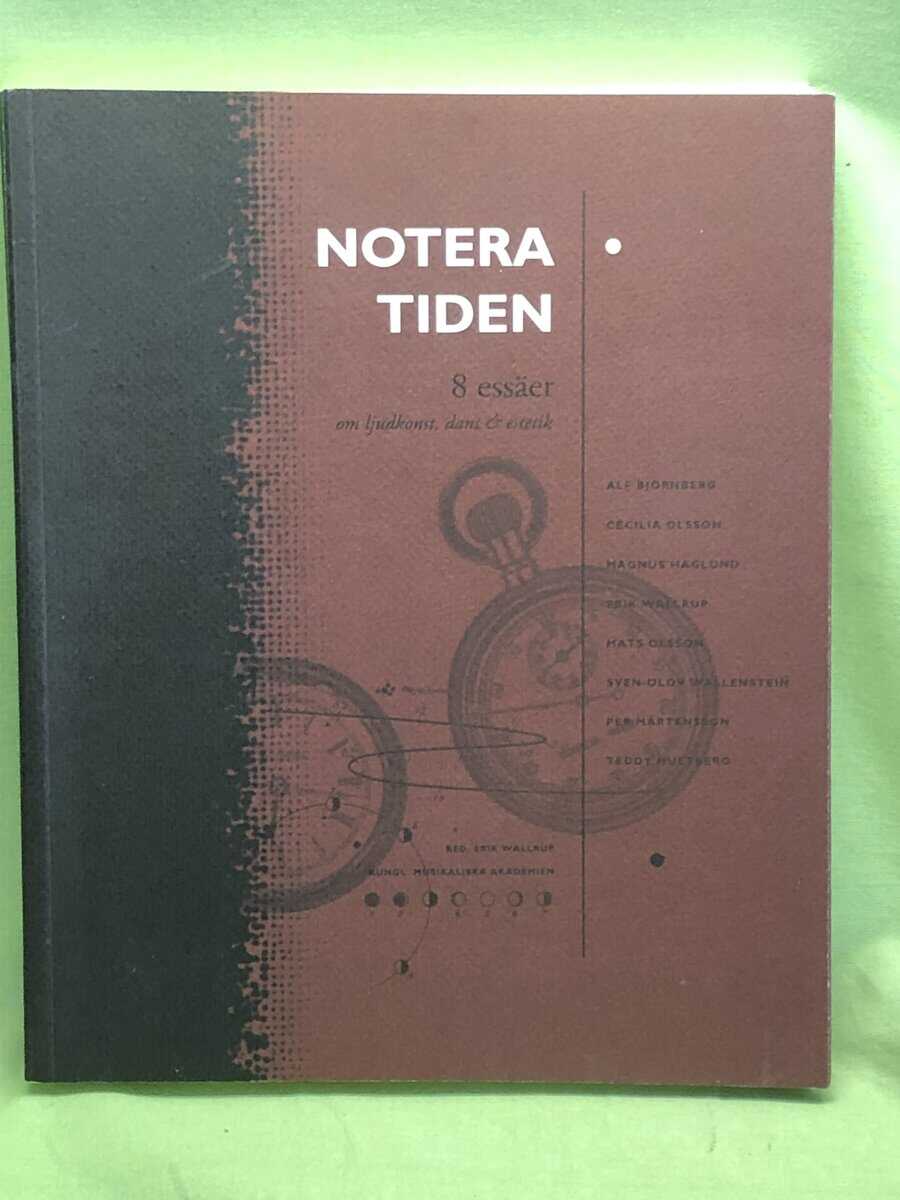 NOTERA
TIDEN
8 essäer
om ljudkonst, dans & estetik
ALF BJÖRNBERG
CECILIA OLSSON
MAGNUS HAGLUND
ERIK WALLRUP
MATS OLSSON
SVEN-OLOV WALLENSTEIN
PER MÅRTENSSON
TEDDY HULTBERG
RED. ERIK WALLRUP
KUNGL. MUSIKALISKA AKADEMIEN